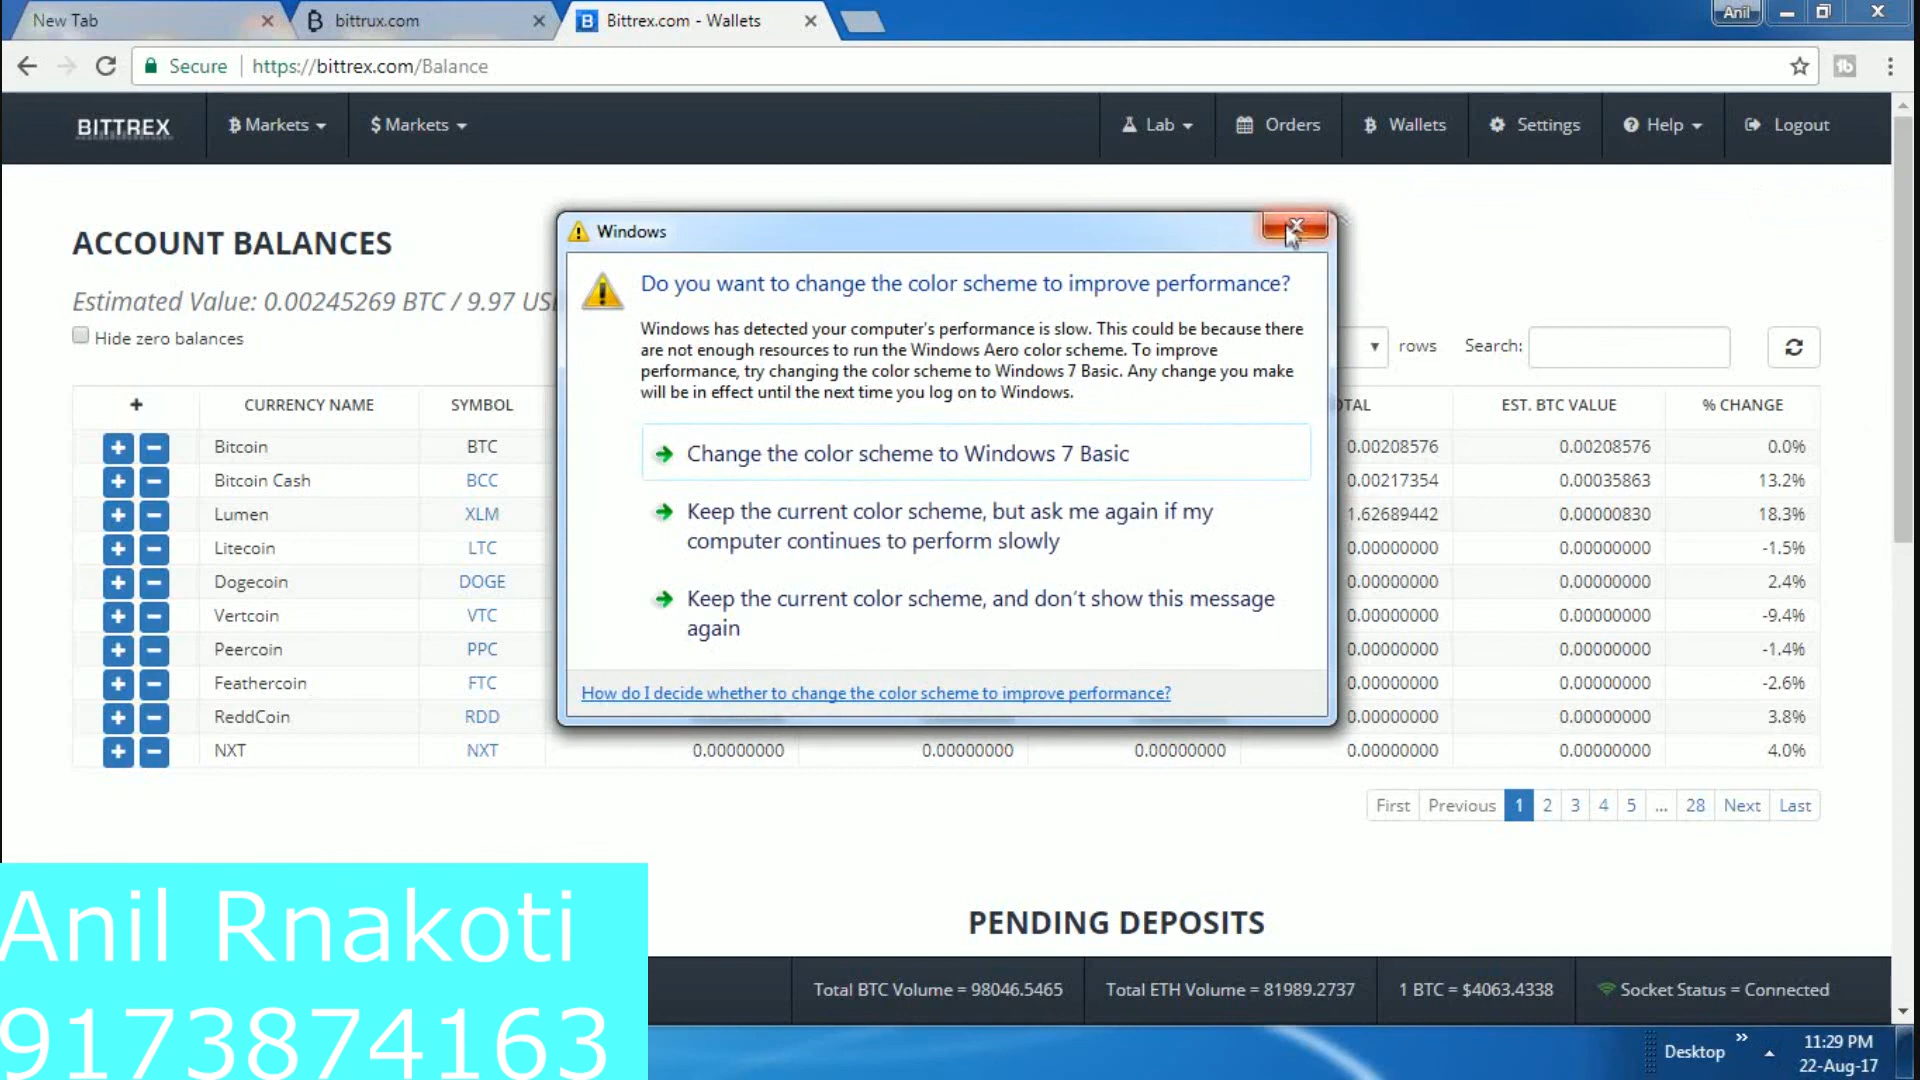 New Tab
bittrux.com
Bittrex.com - Wallets
Anil
Secure
https://bittrex.com/Balance
BITTREX
Markets
$ Markets
Lab
Orders
Wallets
Settings
Help
Logout
ACCOUNT BALANCES
Estimated Value: 0.00245269 BTC / 9.97
Hide zero balances
rows
Search:
Windows
Do you want to change the color scheme to improve performance?
Windows has detected your computer's performance is slow. This could be because there
are not enough resources to run the Windows Aero color scheme. To improve
performance, try changing the color scheme to Windows 7 Basic. Any change you make
will be in effect until the next time you log on to Windows.
Change the color scheme to Windows 7 Basic
Keep the current color scheme, but ask me again if my
computer continues to perform slowly
Keep the current color scheme, and don't show this message
again
How do I decide whether to change the color scheme to improve performance?
+ CURRENCY NAME SYMBOL EST. BTC VALUE % CHANGE
Bitcoin BTC 0.00208576 0.00208576 0.0%
Bitcoin Cash BCC 0.00217354 0.00035863 13.2%
Lumen XLM 1.62689442 0.00000830 18.3%
Litecoin LTC 0.00000000 0.00000000 -1.5%
Dogecoin DOGE 0.00000000 0.00000000 2.4%
Vertcoin VTC 0.00000000 0.00000000 -9.4%
Peercoin PPC 0.00000000 0.00000000 -1.4%
Feathercoin FTC 0.00000000 0.00000000 -2.6%
ReddCoin RDD 0.00000000 0.00000000 3.8%
NXT NXT 0.00000000 0.00000000 0.00000000 0.00000000 0.00000000 4.0%
First Previous 1 2 3 4 5 ... 28 Next Last
PENDING DEPOSITS
Total BTC Volume = 98046.5465
Total ETH Volume = 81989.2737
1 BTC = $4063.4338
Socket Status = Connected
Anil Rnakoti
9173874163
Desktop
11:29 PM
22-Aug-17